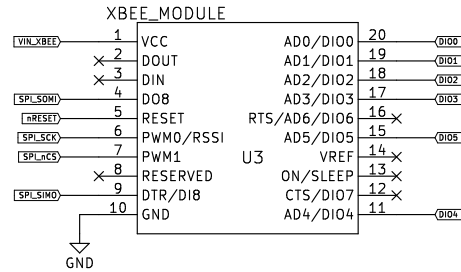 XBEE_MODULE
VIN_XBEE 1 VCC AD0/DIO0 20 DIO0
2 DOUT AD1/DIO1 19 DIO1
3 DIN AD2/DIO2 18 DIO2
SPI_SOMI 4 DO8 AD3/DIO3 17 DIO3
nRESET 5 RESET RTS/AD6/DIO6 16
SPI_SCK 6 PWM0/RSSI AD5/DIO5 15 DIO5
SPI_nCS 7 PWM1 U3 VREF 14
8 RESERVED ON/SLEEP 13
SPI_SIMO 9 DTR/DI8 CTS/DIO7 12
10 GND AD4/DIO4 11 DIO4
GND